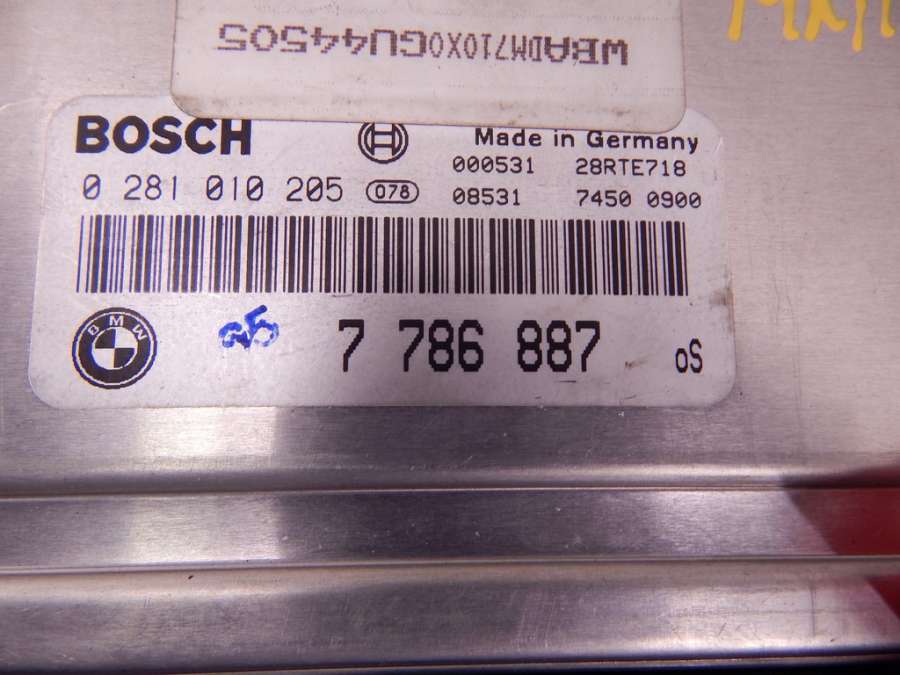 WBADM710X0GU44505
BOSCH Made in Germany
000531 28RTE718
0 281 010 205 078 08531 7450 0900
BMW 7 786 887 oS